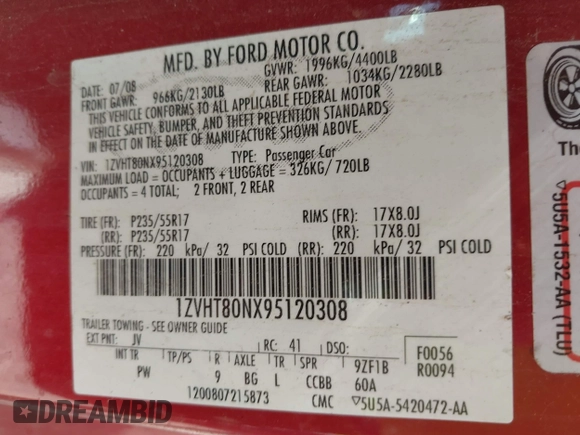 MFD. BY FORD MOTOR CO.
DATE: 07/08
GVWR: 1996KG/4400LB
FRONT GAWR: 966KG/2130LB
REAR GAWR: 1034KG/2280LB
THIS VEHICLE CONFORMS TO ALL APPLICABLE FEDERAL MOTOR
VEHICLE SAFETY, BUMPER, AND THEFT PREVENTION STANDARDS
IN EFFECT ON THE DATE OF MANUFACTURE SHOWN ABOVE.
VIN: 1ZVHT80NX95120308 TYPE: Passenger Car
MAXIMUM LOAD = OCCUPANTS + LUGGAGE = 326KG/720LB
OCCUPANTS = 4 TOTAL; 2 FRONT, 2 REAR
TIRE (FR): P235/55R17 RIMS (FR): 17X8.0J
(RR): P235/55R17 (RR): 17X8.0J
PRESSURE (FR): 220 kPa/ 32 PSI COLD (RR): 220 kPa/ 32 PSI COLD
1ZVHT80NX95120308
TRAILER TOWING - SEE OWNER GUIDE
EXT PNT: JV RC: 41 DSO:
INT TR TP/PS R AXLE TR SPR 9ZF1B
PW 9 BG L CCBB 60A
F0056
R0094
1200807215873 CMC ▽5U5A-5420472-AA
The
▽5U5A-1532-AA (TLU)
DREAMBID